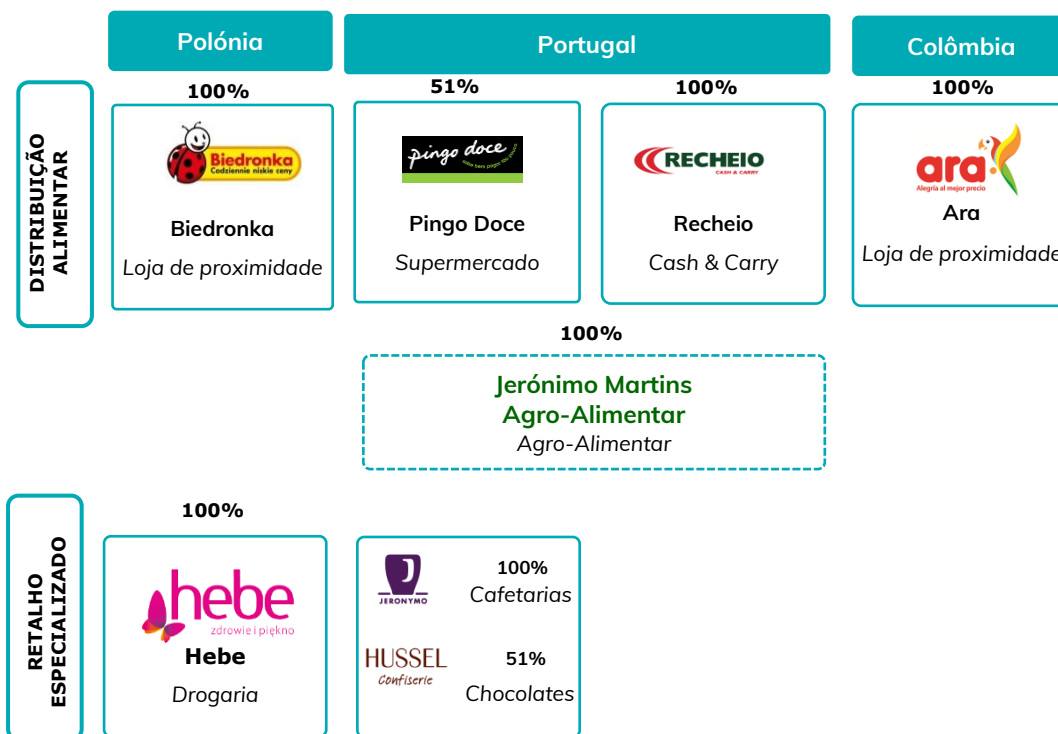 Polónia
Portugal
Colômbia
DISTRIBUIÇÃO
ALIMENTAR
100%
51%
100%
100%
Biedronka
Codziennie niskie ceny
pingo doce
RECHEIO
CASH & CARRY
ara
Alegría al mejor precio
Biedronka
Loja de proximidade
Pingo Doce
Supermercado
Recheio
Cash & Carry
Ara
Loja de proximidade
100%
Jerónimo Martins
Agro-Alimentar
Agro-Alimentar
RETALHO
ESPECIALIZADO
100%
hebe
zdrowie i piękno
Hebe
Drogaria
JERONYMO
100%
Cafetarias
HUSSEL
Confiserie
51%
Chocolates